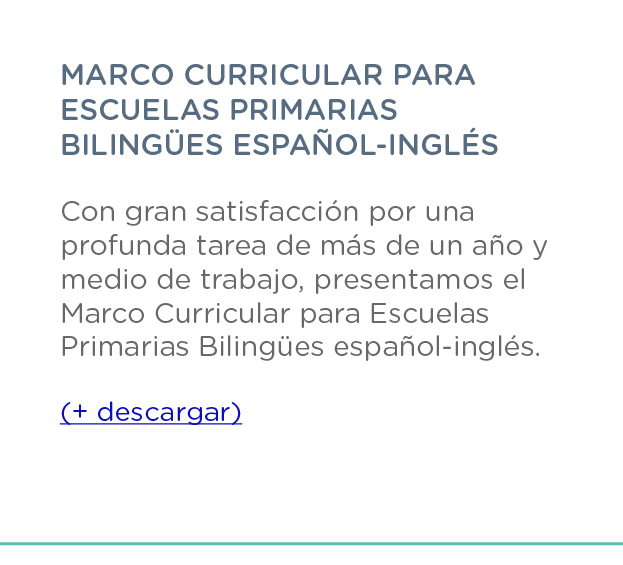 MARCO CURRICULAR PARA
ESCUELAS PRIMARIAS
BILINGÜES ESPAÑOL-INGLÉS
Con gran satisfacción por una
profunda tarea de más de un año y
medio de trabajo, presentamos el
Marco Curricular para Escuelas
Primarias Bilingües español-inglés.
(+ descargar)